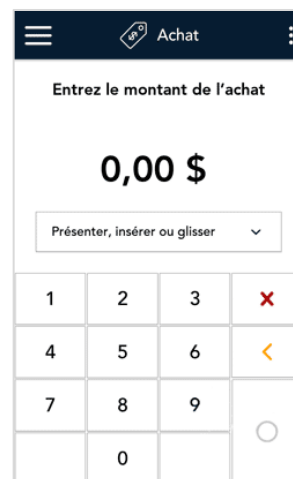 Achat
Entrez le montant de l'achat
0,00 $
Présenter, insérer ou glisser
1 2 3
4 5 6
7 8 9
0